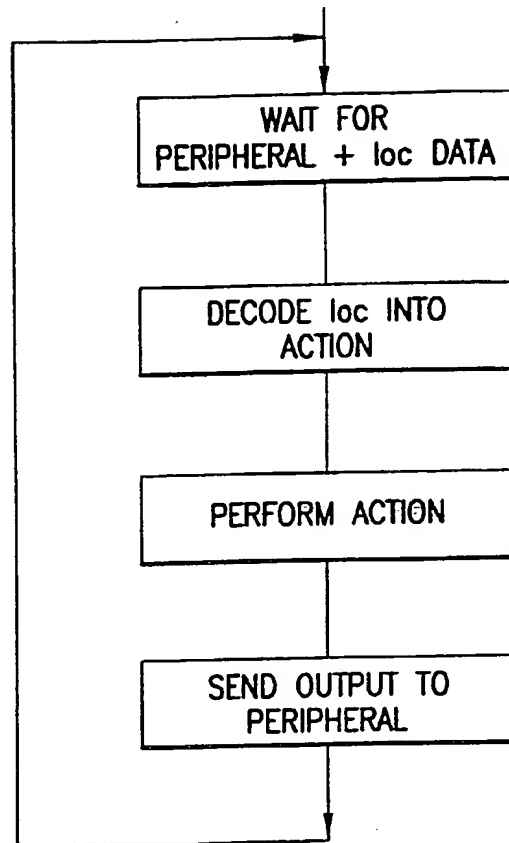 WAIT FOR
PERIPHERAL + loc DATA
DECODE loc INTO
ACTION
PERFORM ACTION
SEND OUTPUT TO
PERIPHERAL